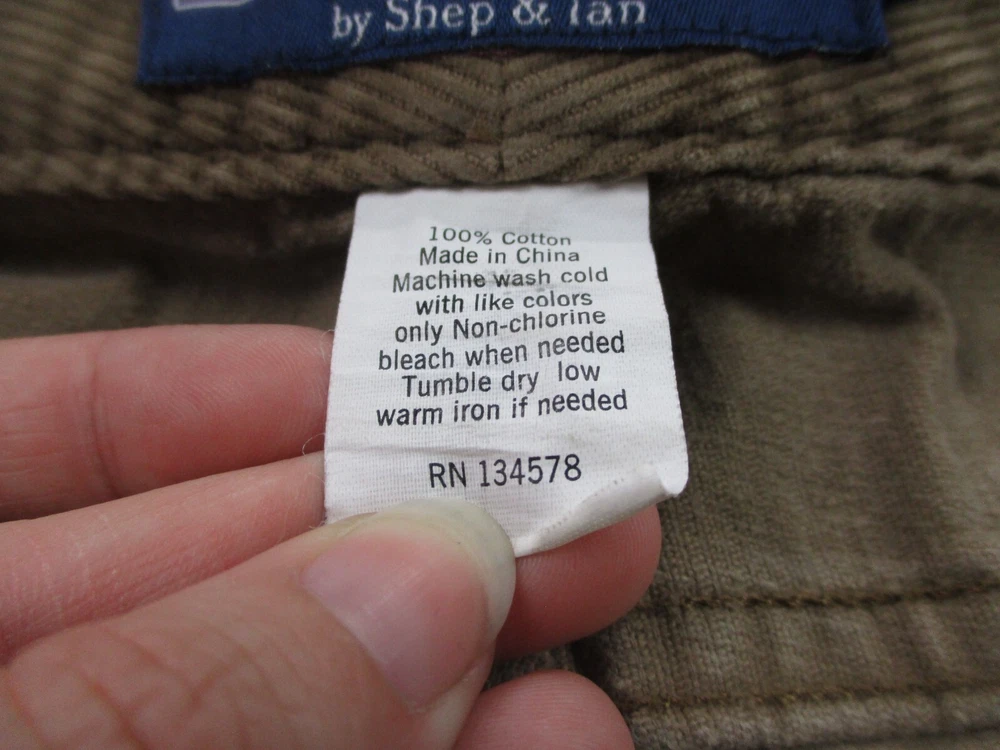 by Shep & Ian
100% Cotton
Made in China
Machine wash cold
with like colors
only Non-chlorine
bleach when needed
Tumble dry low
warm iron if needed
RN 134578